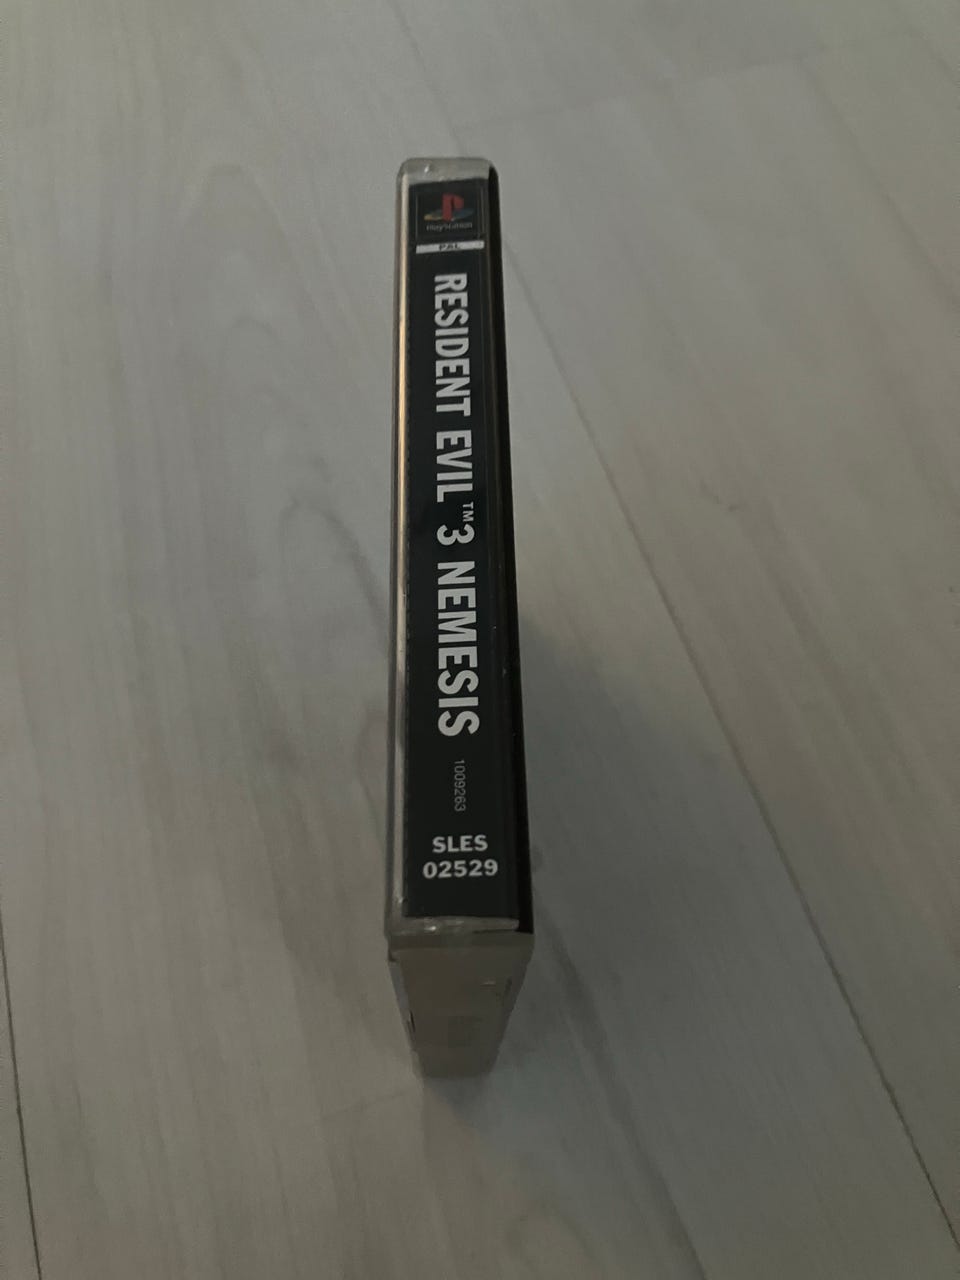 PlayStation
PAL
RESIDENT EVIL™ 3 NEMESIS
1009263
SLES
02529